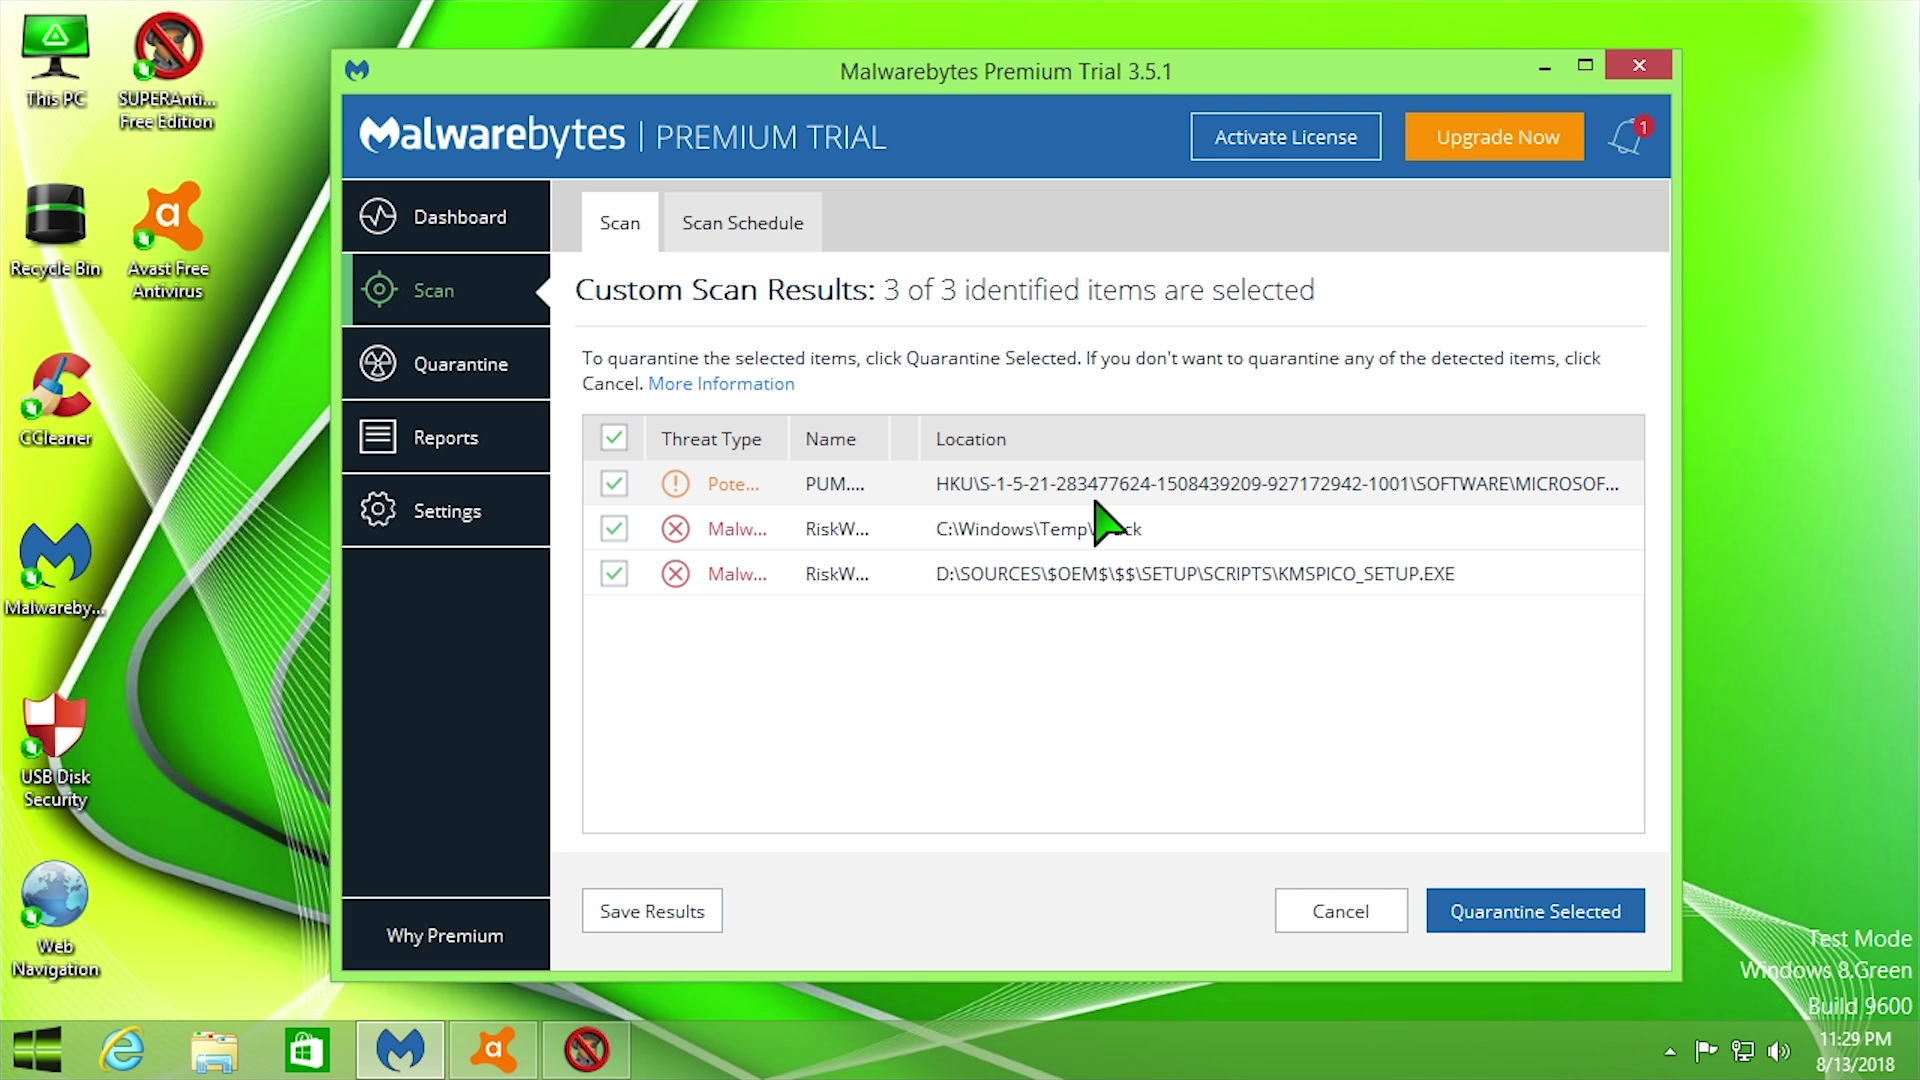 This PC
SUPERAnti...
Free Edition
Recycle Bin
Avast Free
Antivirus
CCleaner
Malwareby...
USB Disk
Security
Web
Navigation
Malwarebytes Premium Trial 3.5.1
Malwarebytes | PREMIUM TRIAL
Activate License
Upgrade Now
1
Dashboard
Scan
Quarantine
Reports
Settings
Why Premium
Scan
Scan Schedule
Custom Scan Results: 3 of 3 identified items are selected
To quarantine the selected items, click Quarantine Selected. If you don't want to quarantine any of the detected items, click
Cancel. More Information
Threat Type Name Location
Pote... PUM.... HKU\S-1-5-21-283477624-1508439209-927172942-1001\SOFTWARE\MICROSOF...
Malw... RiskW... C:\Windows\Temp\
Malw... RiskW... D:\SOURCES\$OEM$\$$\SETUP\SCRIPTS\KMSPICO_SETUP.EXE
Save Results
Cancel
Quarantine Selected
Test Mode
Windows 8.Green
Build 9600
11:29 PM
8/13/2018